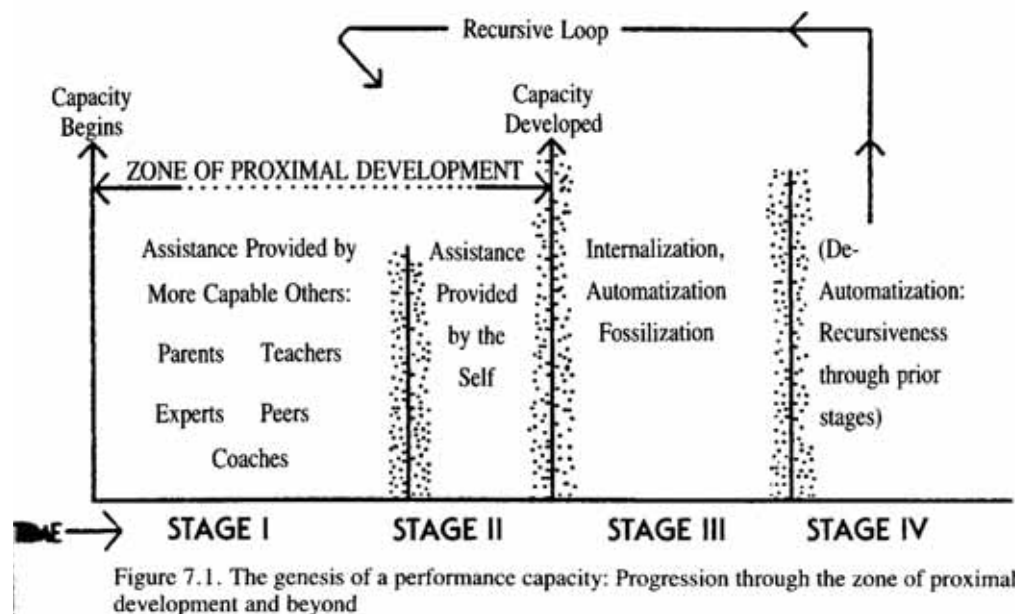 Recursive Loop
Capacity
Begins
Capacity
Developed
ZONE OF PROXIMAL DEVELOPMENT
Assistance Provided by
More Capable Others:
Parents Teachers
Experts Peers
Coaches
Assistance
Provided
by the
Self
Internalization,
Automatization
Fossilization
(De-
Automatization:
Recursiveness
through prior
stages)
STAGE I STAGE II STAGE III STAGE IV
Figure 7.1. The genesis of a performance capacity: Progression through the zone of proximal
development and beyond